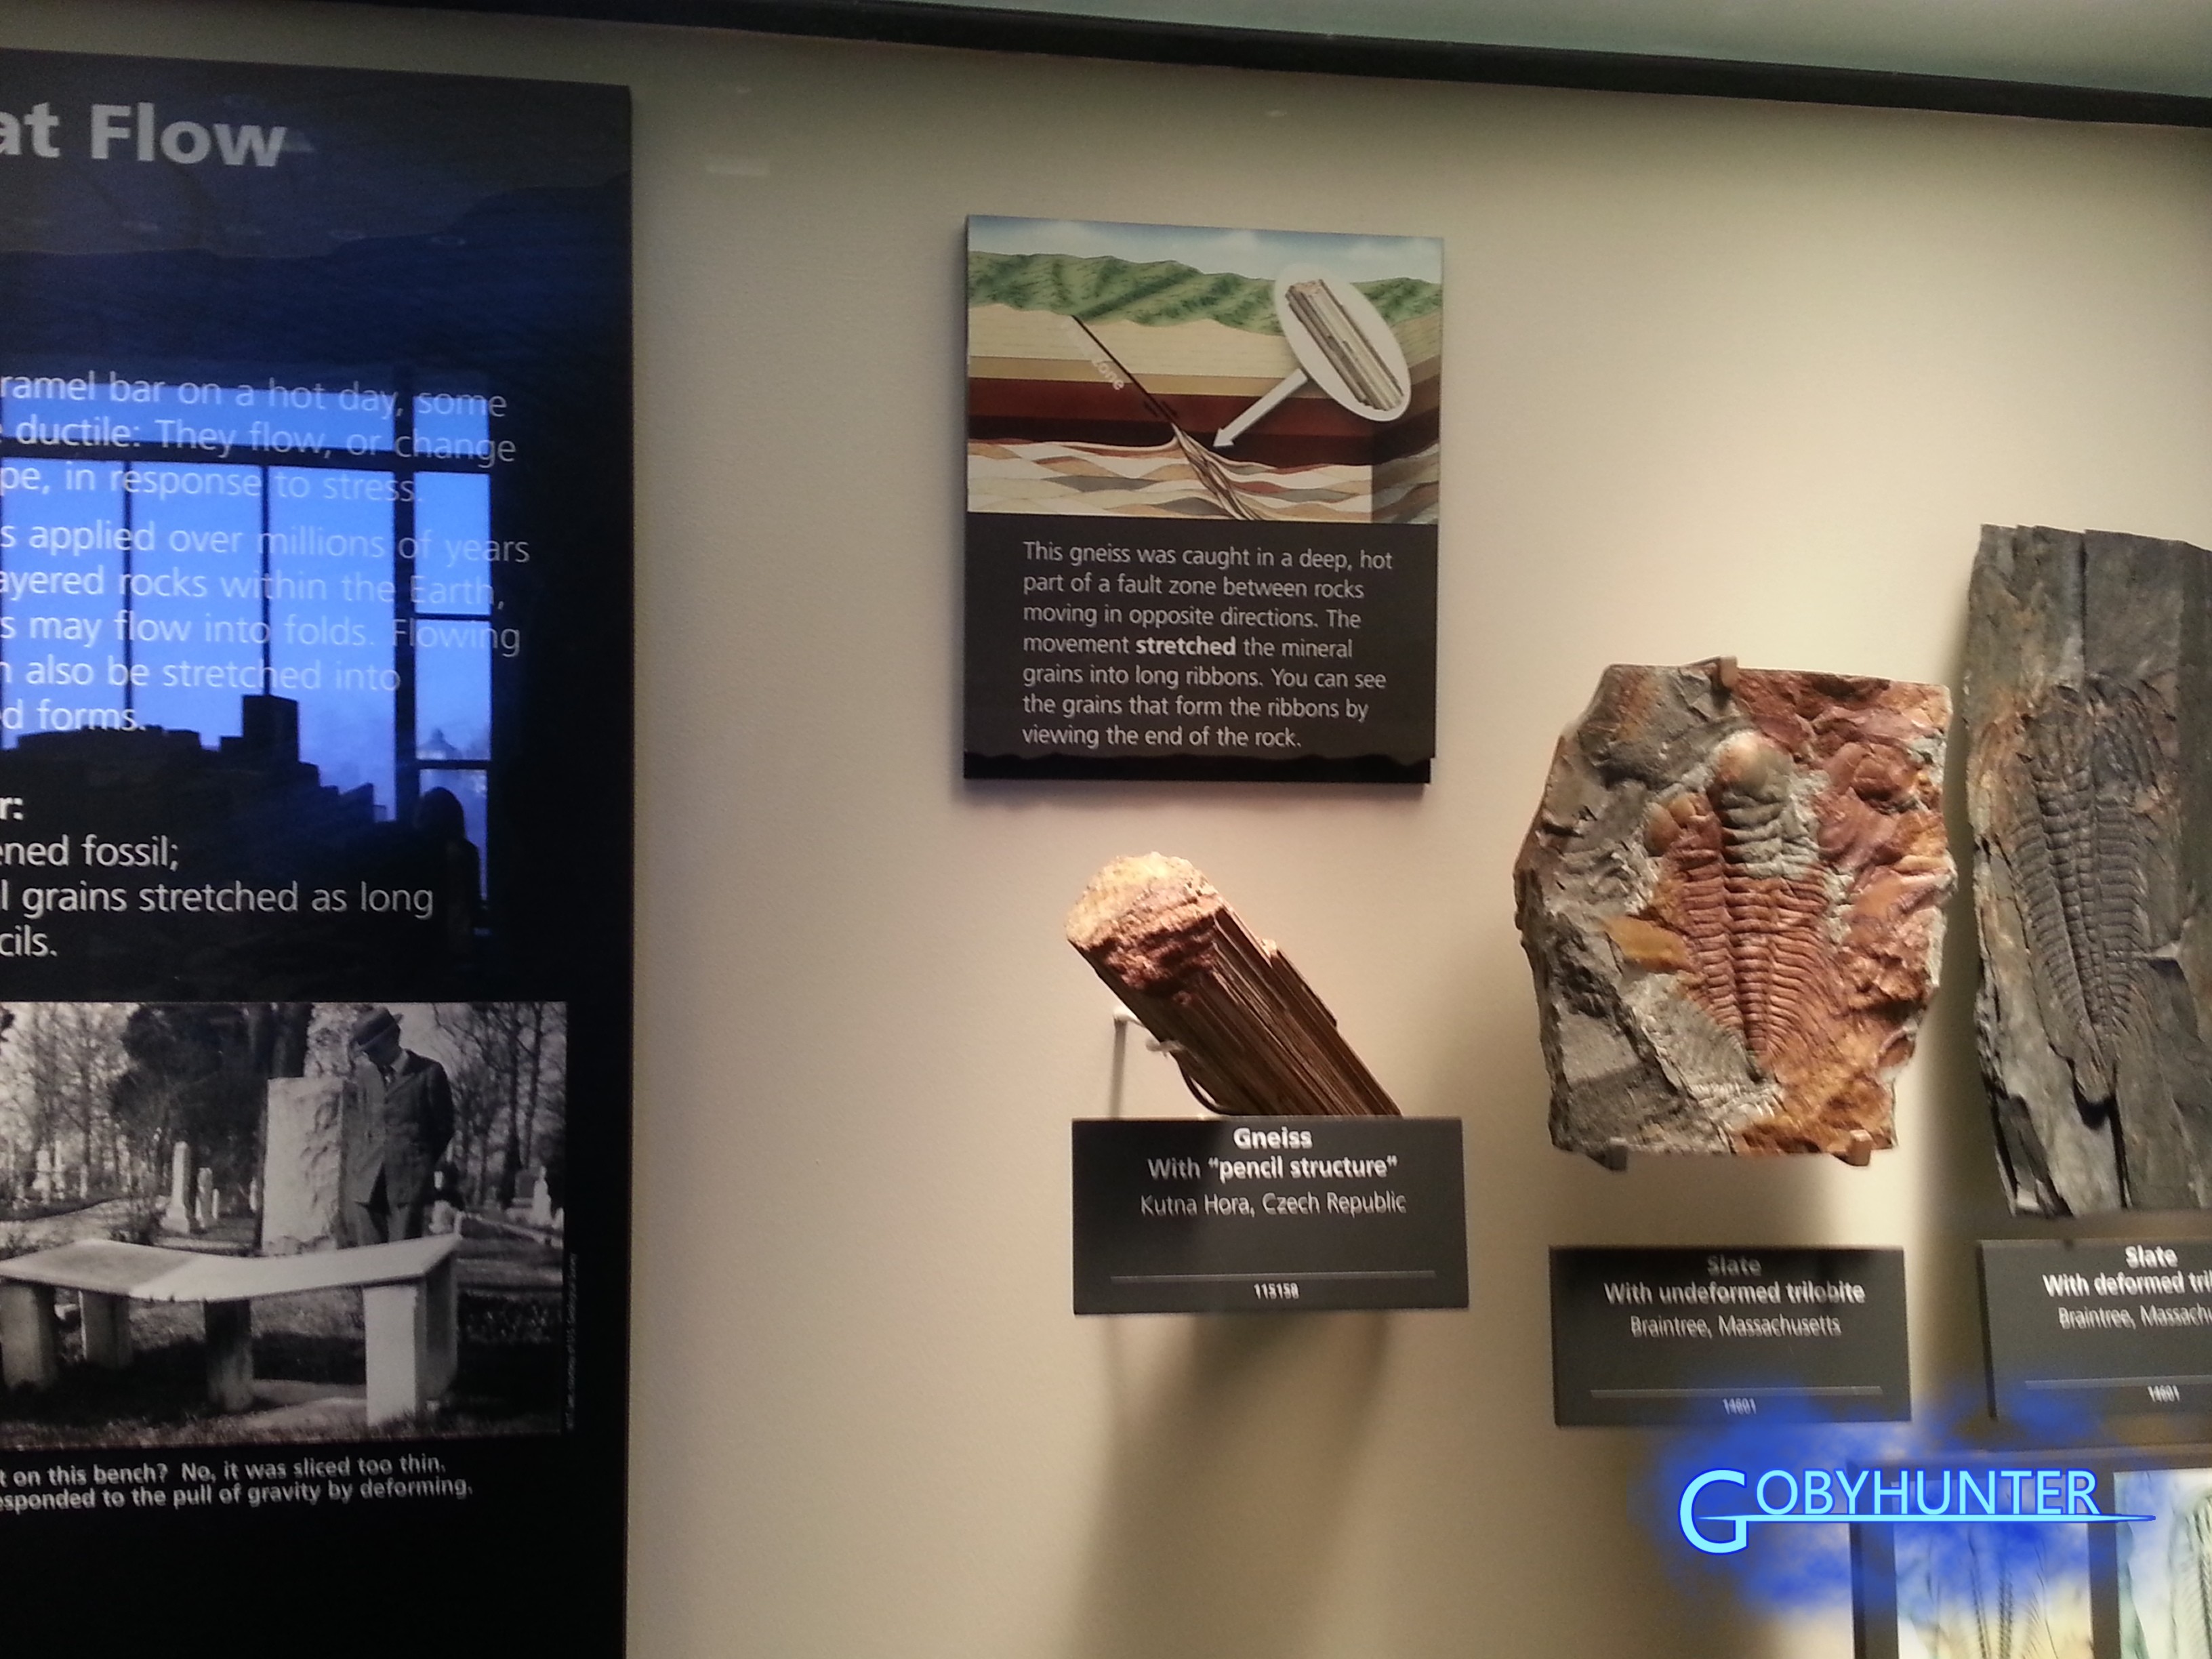 at Flow
ramel bar on a hot day, some
ductile: They flow, or change
pe, in response to stress.
s applied over millions of years
ayered rocks within the Earth,
s may flow into folds. Flowing
n also be stretched into
d forms.
r:
ened fossil;
l grains stretched as long
cils.
t on this bench? No, it was sliced too thin.
esponded to the pull of gravity by deforming.
zone
This gneiss was caught in a deep, hot
part of a fault zone between rocks
moving in opposite directions. The
movement stretched the mineral
grains into long ribbons. You can see
the grains that form the ribbons by
viewing the end of the rock.
Gneiss
With "pencil structure"
Kutna Hora, Czech Republic
115158
Slate
With undeformed trilobite
Braintree, Massachusetts
14601
Slate
With deformed tril
Braintree, Massachu
14601
GOBYHUNTER